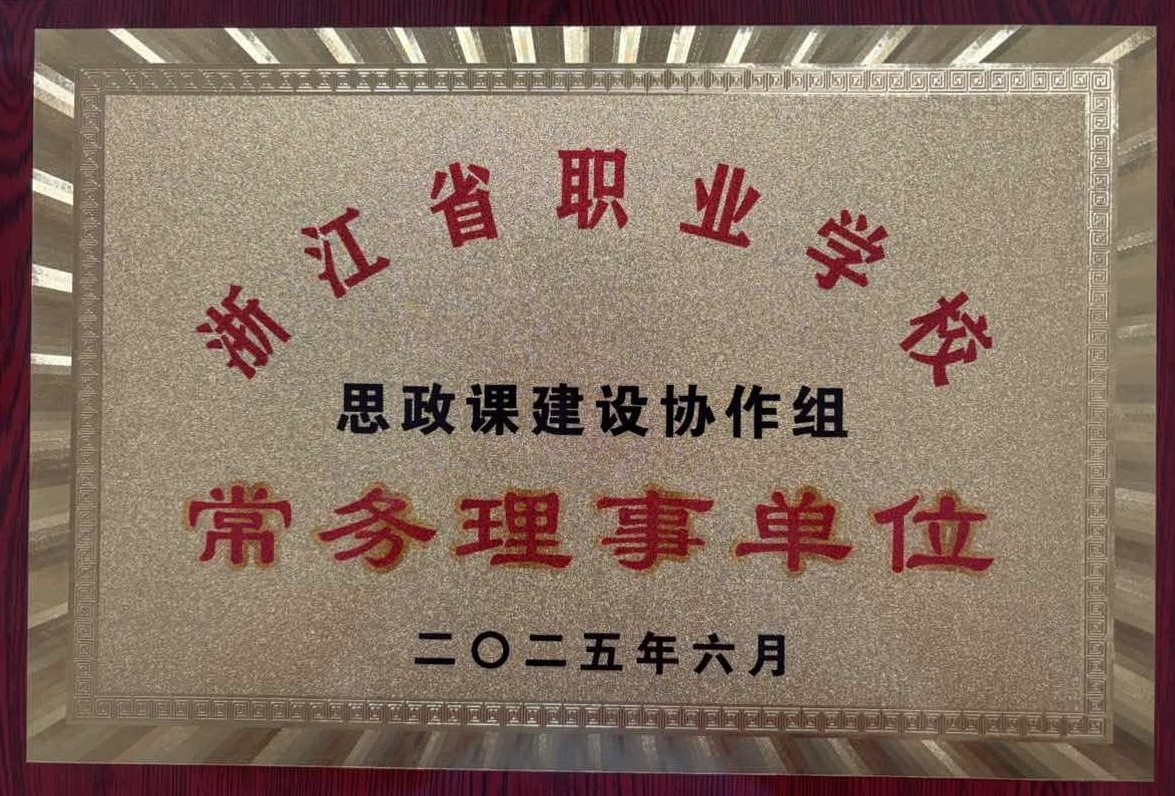 浙江省职业学校
思政课建设协作组
常务理事单位
二〇二五年六月